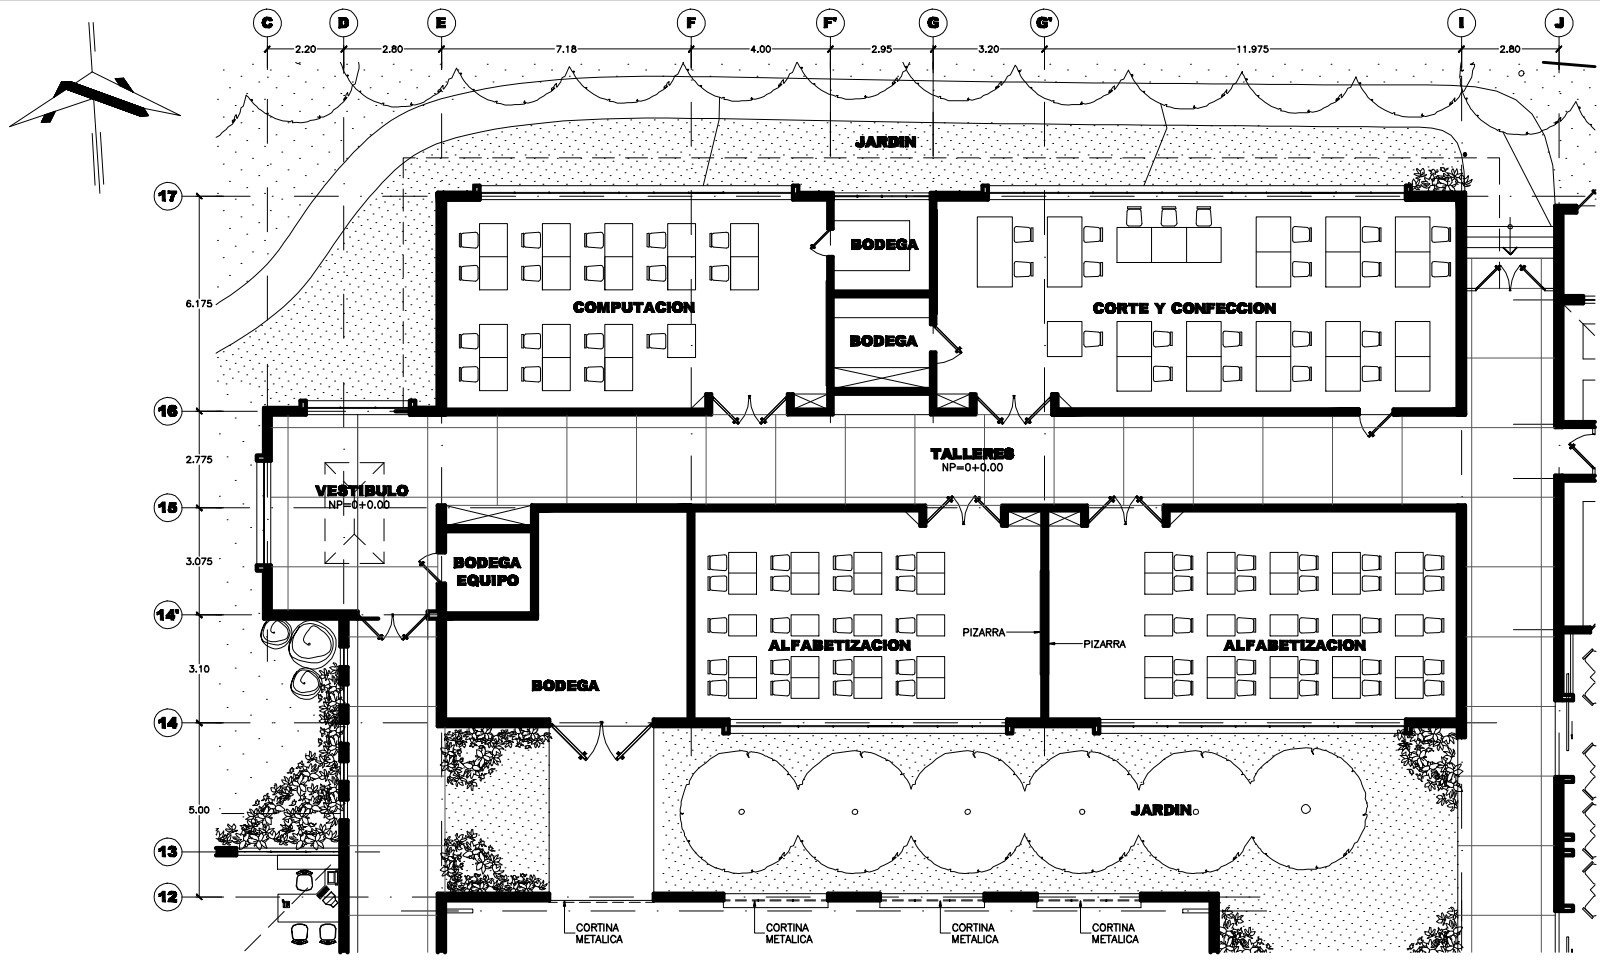 C D E F F' G G' I J
2.20 2.80 7.18 4.00 2.95 3.20 11.975 2.80
JARDIN
17
BODEGA
6.175
COMPUTACION
CORTE Y CONFECCION
BODEGA
16
TALLERES
NP=0+0.00
2.775
VESTIBULO
NP=0+0.00
15
3.075
BODEGA
EQUIPO
14'
PIZARRA
PIZARRA
ALFABETIZACION
ALFABETIZACION
3.10
BODEGA
14
5.00
JARDIN
13
12
CORTINA
METALICA
CORTINA
METALICA
CORTINA
METALICA
CORTINA
METALICA